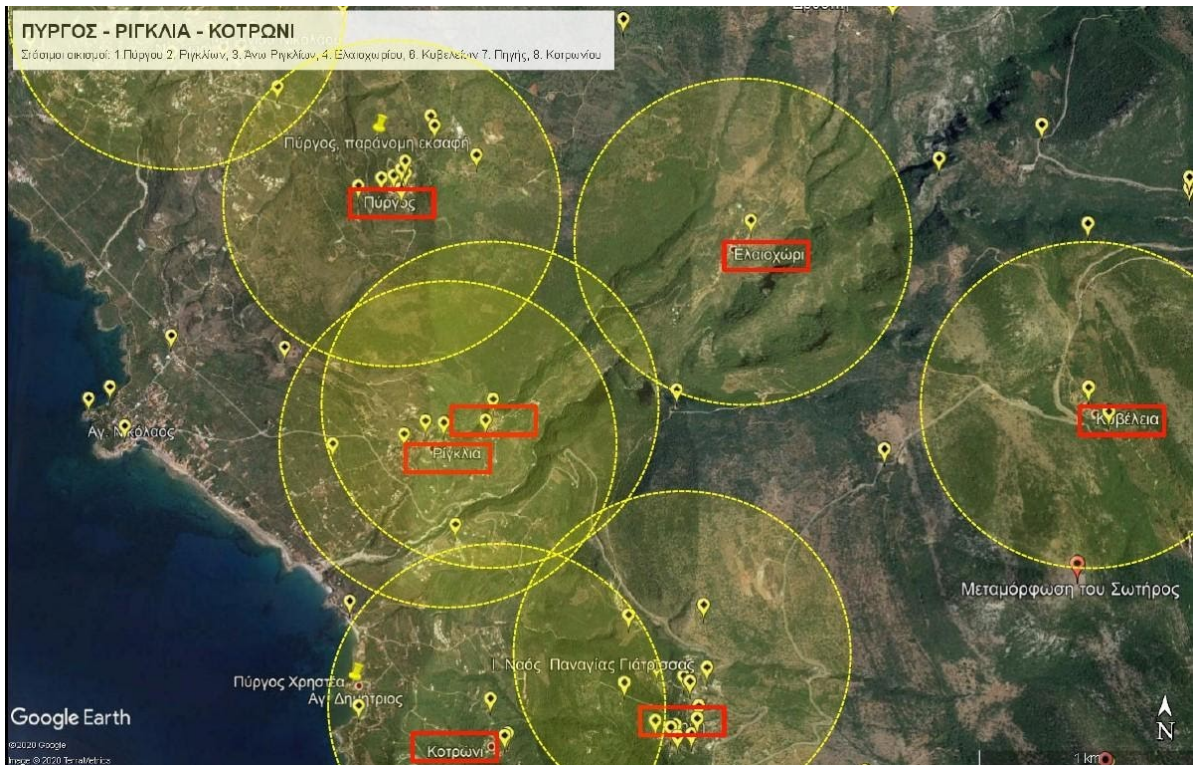 ΠΥΡΓΟΣ - ΡΙΓΚΛΙΑ - ΚΟΤΡΩΝΙ
Στάσιμοι οικισμοί: 1.Πύργου 2. Ριγκλίων, 3. Άνω Ριγκλίων, 4. Ελαιοχωρίου, 6. Κυβελείων 7. Πηγής, 8. Κοτρωνίου
Πύργος, παράνομη εκσαφή
Πύργος
Ελαιοχώρι
Κυβέλεια
Αγ. Νικόλαος
Ρίγκλια
Μεταμόρφωση του Σωτήρος
Ι. Ναός Παναγίας Γιάτρισσας
Πύργος Χρηστέα
Αγ. Δημήτριος
Κοτρώνι
Google Earth
N
©2020 Google
Image © 2020 TerraMetrics
1 km